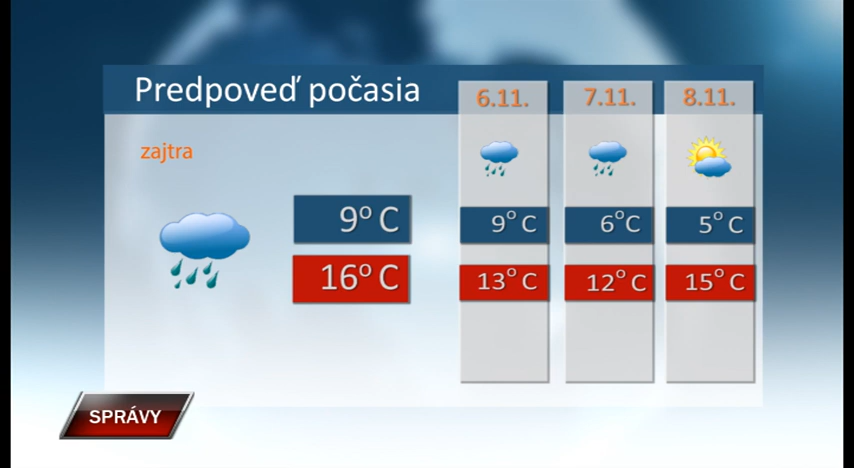 Predpoveď počasia
zajtra
9° C
16° C
6.11.
9° C
13° C
7.11.
6°C
12° C
8.11.
5° C
15° C
SPRÁVY